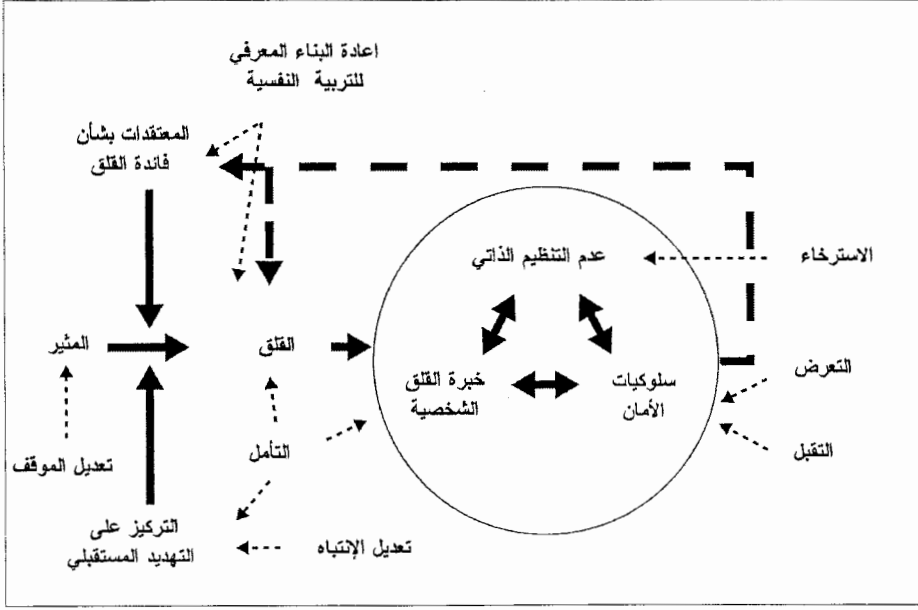 اعادة البناء المعرفي
للتربية النفسية
المعتقدات بشأن
فائدة القلق
عدم التنظيم الذاتي
الاسترخاء
المثير
القلق
خبرة القلق
الشخصية
سلوكيات
الأمان
التعرض
التقبل
التأمل
تعديل الموقف
التركيز على
التهديد المستقبلي
تعديل الإنتباه